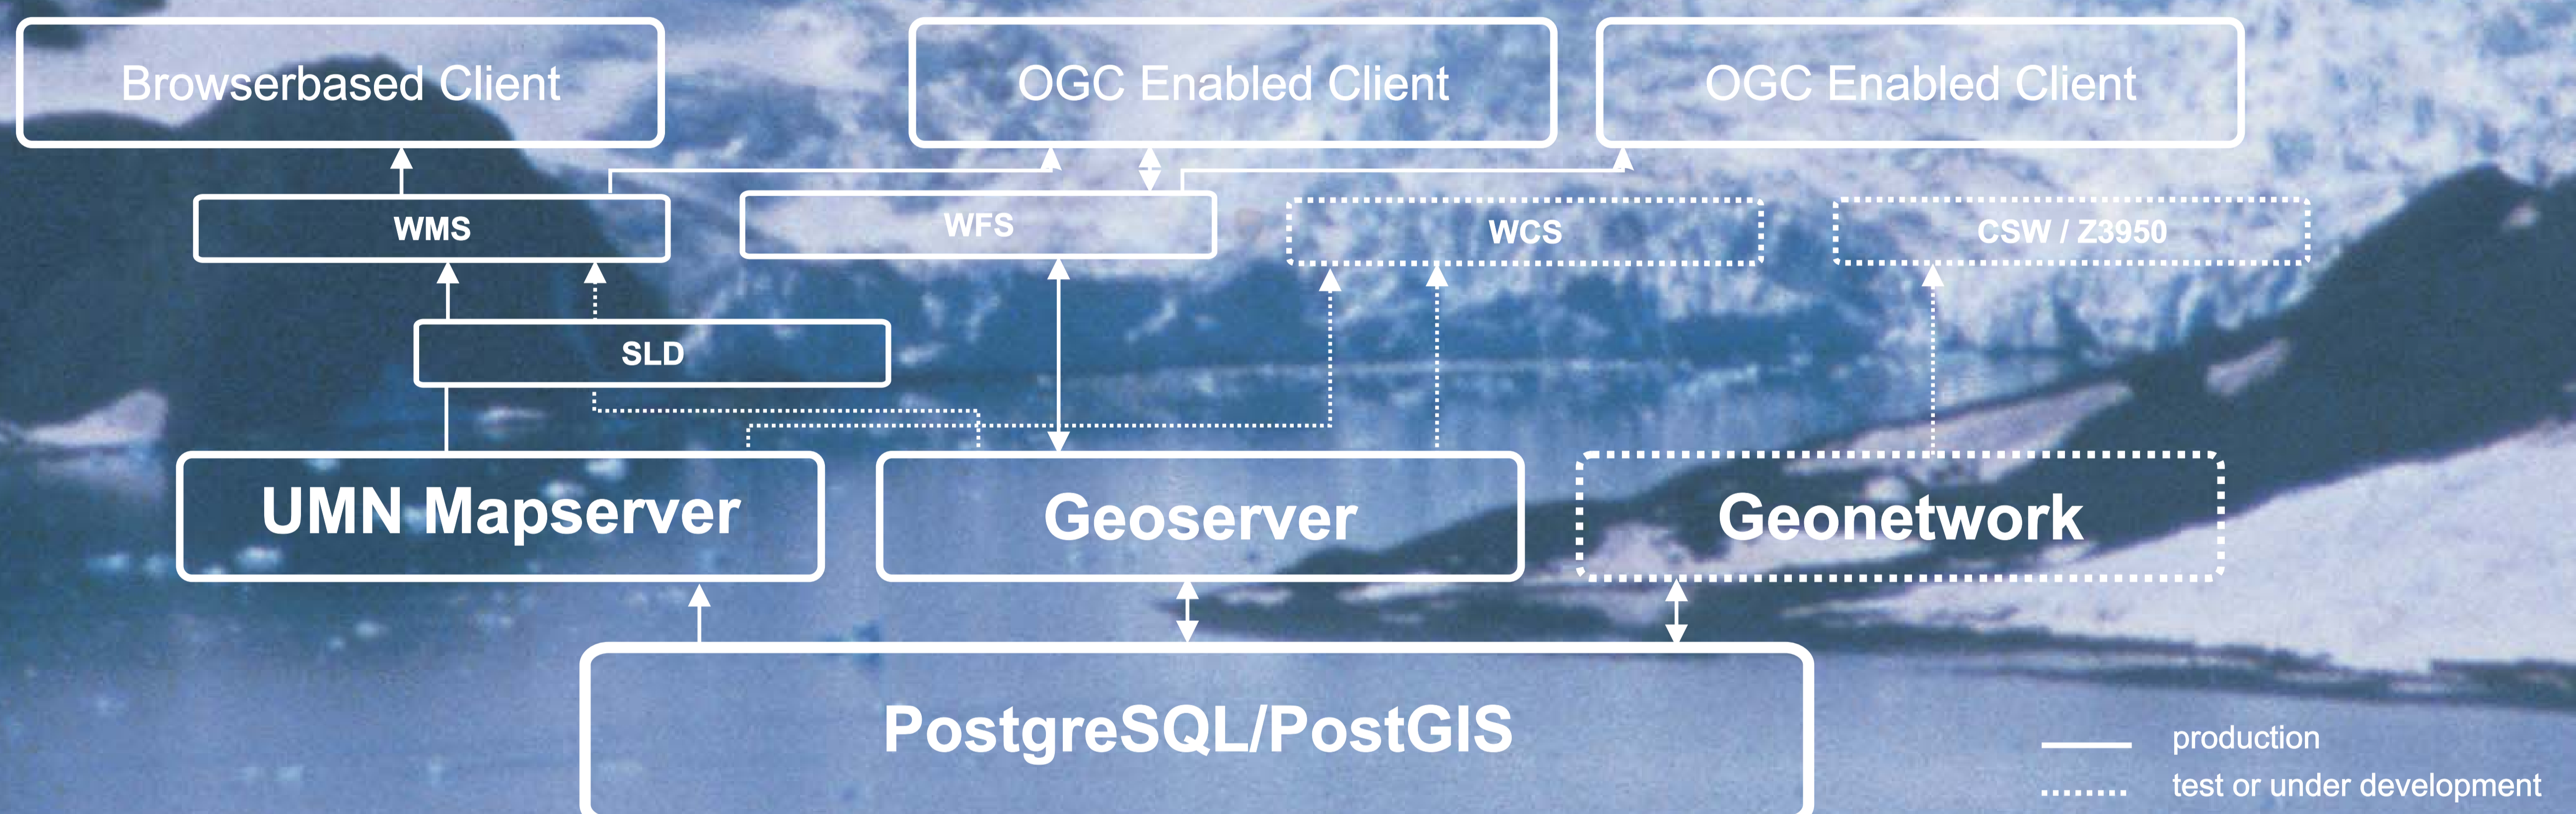 Browserbased Client
OGC Enabled Client
OGC Enabled Client
WMS
WFS
WCS
CSW / Z3950
SLD
UMN Mapserver
Geoserver
Geonetwork
PostgreSQL/PostGIS
production
test or under development